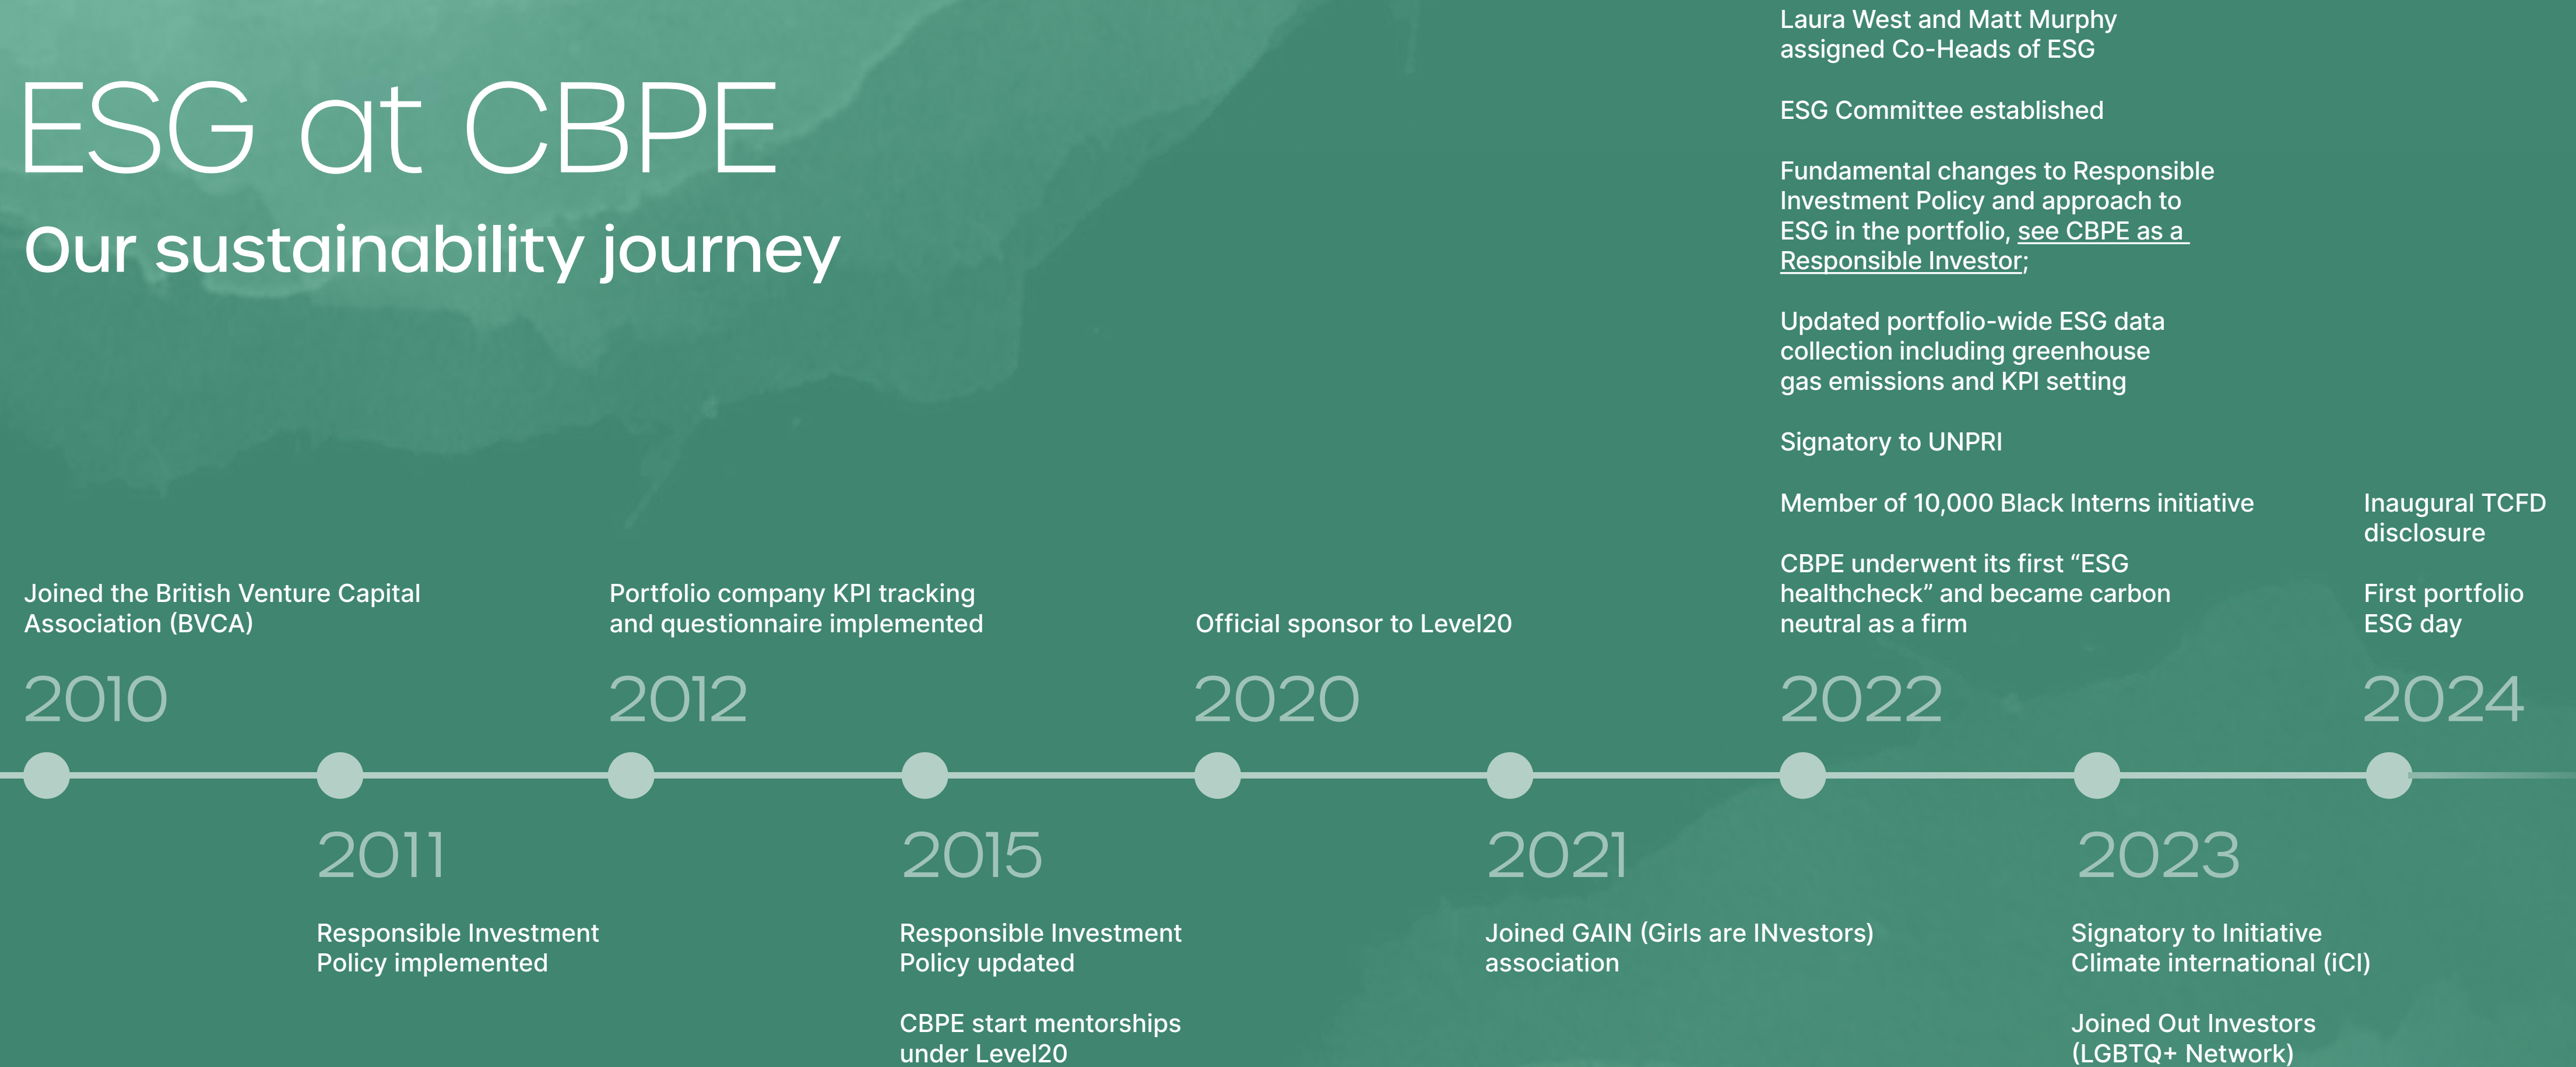 ESG at CBPE
Our sustainability journey
Joined the British Venture Capital
Association (BVCA)
2010
2011
Responsible Investment
Policy implemented
Portfolio company KPI tracking
and questionnaire implemented
2012
2015
Responsible Investment
Policy updated
CBPE start mentorships
under Level20
Official sponsor to Level20
2020
2021
Joined GAIN (Girls are INvestors)
association
Laura West and Matt Murphy
assigned Co-Heads of ESG
ESG Committee established
Fundamental changes to Responsible
Investment Policy and approach to
ESG in the portfolio, see CBPE as a
Responsible Investor;
Updated portfolio-wide ESG data
collection including greenhouse
gas emissions and KPI setting
Signatory to UNPRI
Member of 10,000 Black Interns initiative
CBPE underwent its first “ESG
healthcheck” and became carbon
neutral as a firm
2022
2023
Signatory to Initiative
Climate international (iCI)
Joined Out Investors
(LGBTQ+ Network)
Inaugural TCFD
disclosure
First portfolio
ESG day
2024